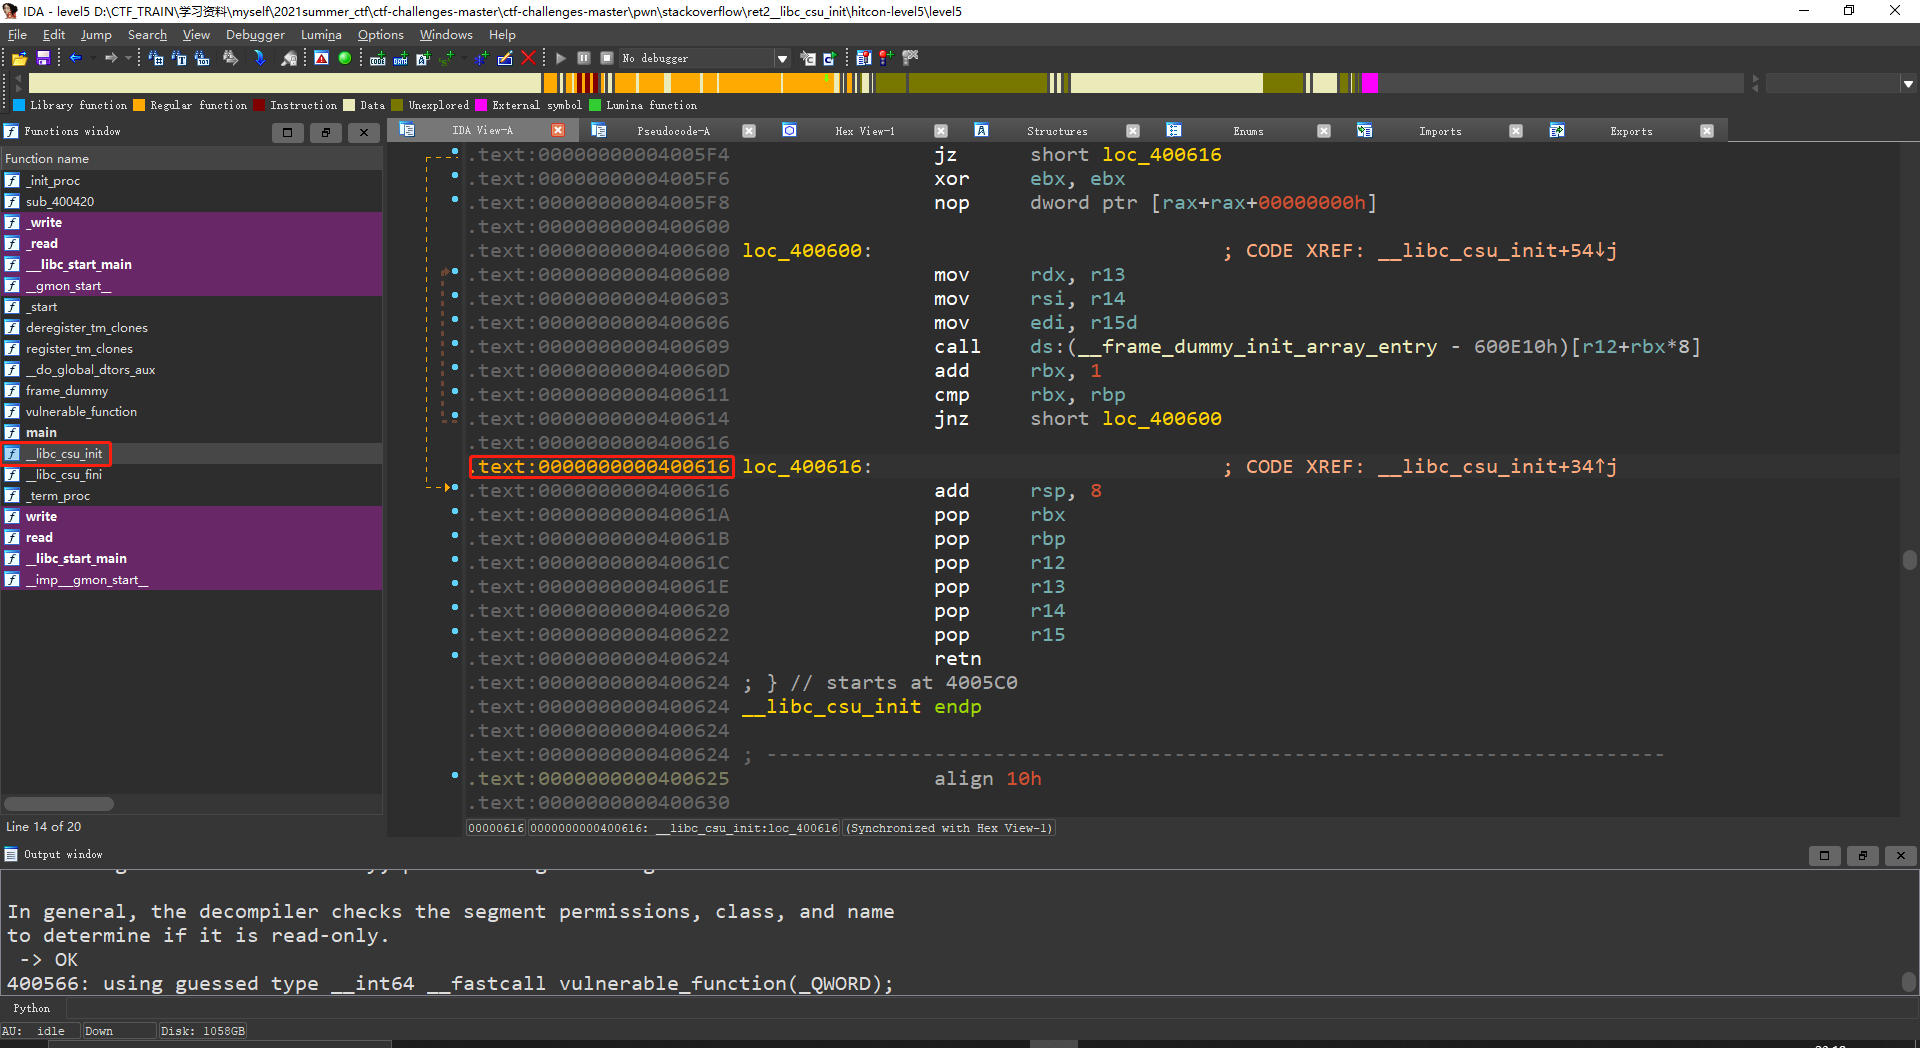 IDA - level5 D:\CTF_TRAIN\学习资料\myself\2021summer_ctf\ctf-challenges-master\ctf-challenges-master\pwn\stackoverflow\ret2__libc_csu_init\hitcon-level5\level5
File Edit Jump Search View Debugger Lumina Options Windows Help
No debugger
Library function Regular function Instruction Data Unexplored External symbol Lumina function
Functions window
IDA View-A Pseudocode-A Hex View-1 Structures Enums Imports Exports
Function name
_init_proc
sub_400420
_write
_read
__libc_start_main
__gmon_start__
_start
deregister_tm_clones
register_tm_clones
__do_global_dtors_aux
frame_dummy
vulnerable_function
main
__libc_csu_init
__libc_csu_fini
_term_proc
write
read
__libc_start_main
__imp___gmon_start__
Line 14 of 20
.text:00000000004005F4 jz short loc_400616
.text:00000000004005F6 xor ebx, ebx
.text:00000000004005F8 nop dword ptr [rax+rax+00000000h]
.text:0000000000400600
.text:0000000000400600 loc_400600: ; CODE XREF: __libc_csu_init+54↓j
.text:0000000000400600 mov rdx, r13
.text:0000000000400603 mov rsi, r14
.text:0000000000400606 mov edi, r15d
.text:0000000000400609 call ds:(__frame_dummy_init_array_entry - 600E10h)[r12+rbx*8]
.text:000000000040060D add rbx, 1
.text:0000000000400611 cmp rbx, rbp
.text:0000000000400614 jnz short loc_400600
.text:0000000000400616
.text:0000000000400616 loc_400616: ; CODE XREF: __libc_csu_init+34↑j
.text:0000000000400616 add rsp, 8
.text:000000000040061A pop rbx
.text:000000000040061B pop rbp
.text:000000000040061C pop r12
.text:000000000040061E pop r13
.text:0000000000400620 pop r14
.text:0000000000400622 pop r15
.text:0000000000400624 retn
.text:0000000000400624 ; } // starts at 4005C0
.text:0000000000400624 __libc_csu_init endp
.text:0000000000400624
.text:0000000000400624 ; ---------------------------------------------------------------------------
.text:0000000000400625 align 10h
.text:0000000000400630
00000616 0000000000400616: __libc_csu_init:loc_400616 (Synchronized with Hex View-1)
Output window
In general, the decompiler checks the segment permissions, class, and name
to determine if it is read-only.
-> OK
400566: using guessed type __int64 __fastcall vulnerable_function(_QWORD);
Python
AU: idle Down Disk: 1058GB